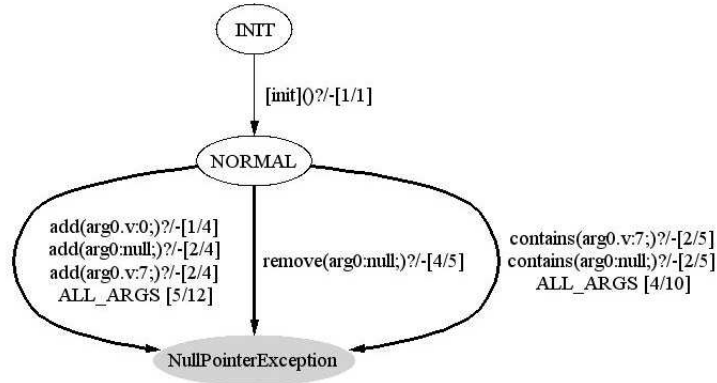 INIT
[init]()?/-[1/1]
NORMAL
add(arg0.v:0;)?/-[1/4]
add(arg0:null;)?/-[2/4]
add(arg0.v:7;)?/-[2/4]
ALL_ARGS [5/12]
remove(arg0:null;)?/-[4/5]
contains(arg0.v:7;)?/-[2/5]
contains(arg0:null;)?/-[2/5]
ALL_ARGS [4/10]
NullPointerException